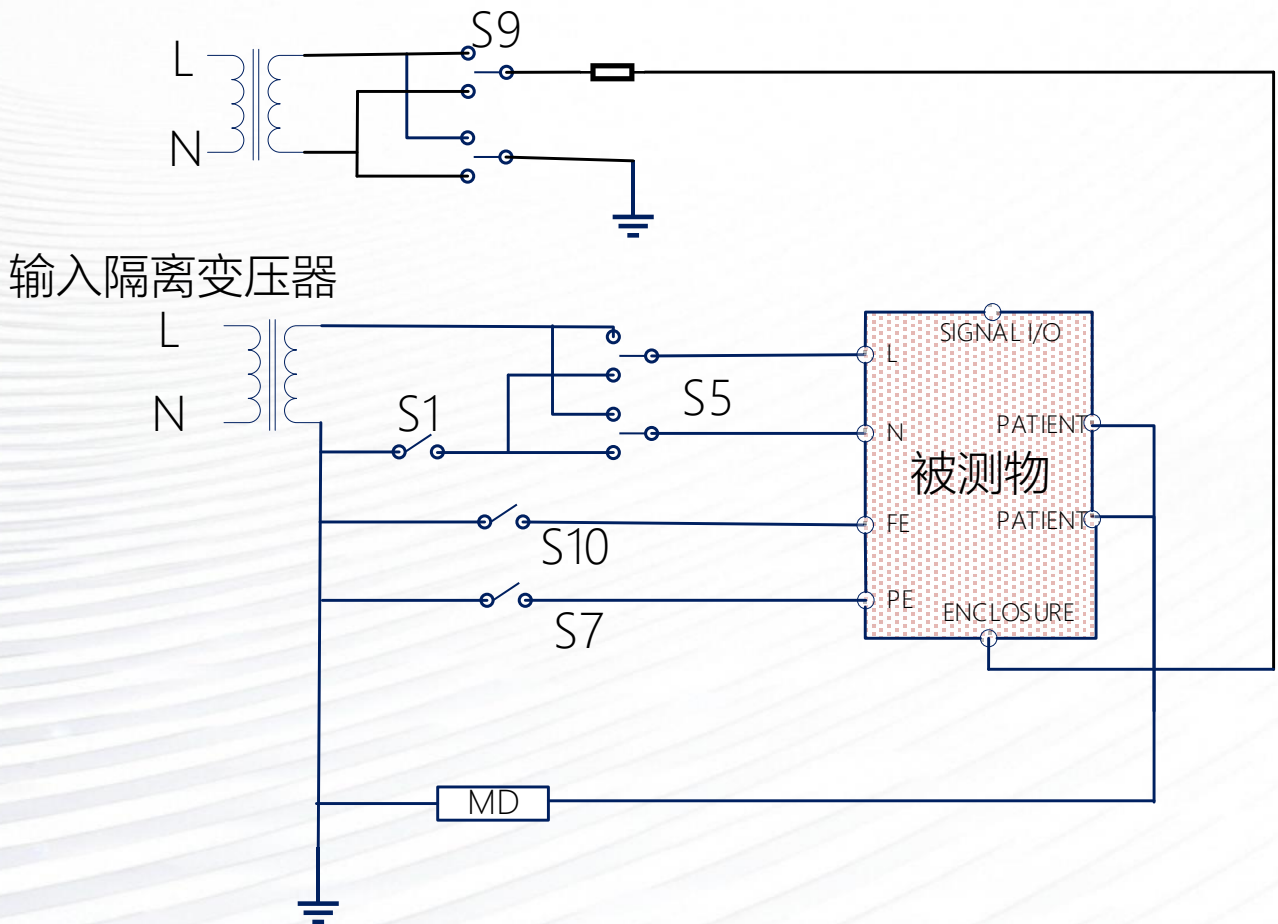 S9
L
N
输入隔离变压器
L
N
S1
S5
S10
S7
SIGNAL I/O
L
N
PATIENT
被测物
PATIENT
FE
PE
ENCLOSURE
MD